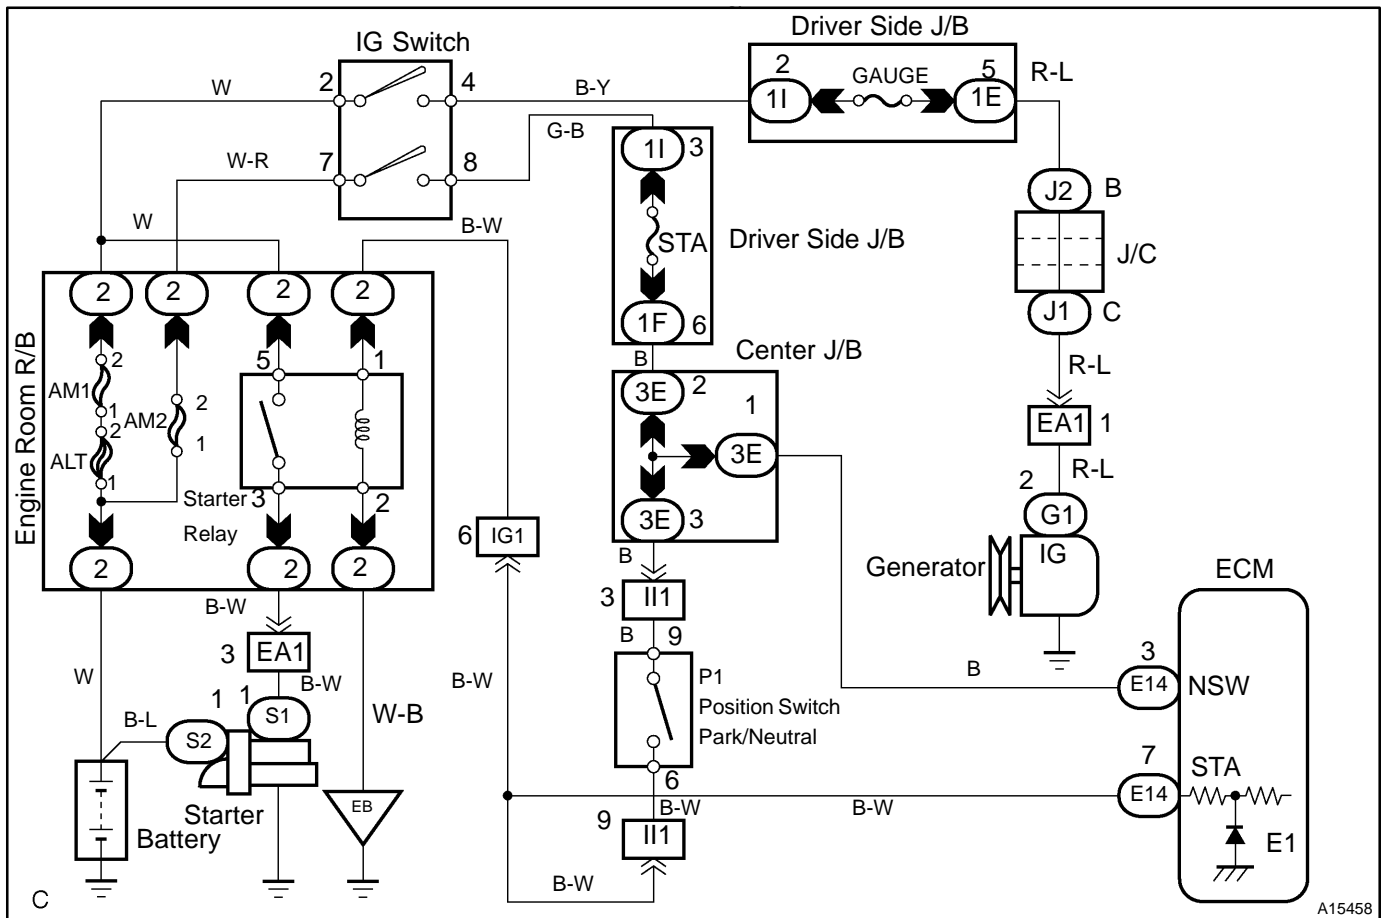 Driver Side J/B
IG Switch
2
GAUGE
5
R-L
1I
1E
W
2
4
B-Y
G-B
W-R
7
8
1I
3
W
B-W
STA
Driver Side J/B
J2
B
J/C
J1
C
1F
6
B
Center J/B
R-L
EA1
1
R-L
Engine Room R/B
2
2
2
2
2
AM1
1
2
ALT
1
AM2
2
1
5
1
Starter
3
2
Relay
2
2
2
3E
2
1
3E
3E
3
B
6
IG1
2
G1
IG
Generator
ECM
3
II1
B
9
P1
Position Switch
Park/Neutral
6
B
3
E14
NSW
7
E14
STA
E1
B-W
3
EA1
B-W
W
B-L
1
1
S1
S2
W-B
B-W
Starter
Battery
EB
B-W
B-W
9
II1
B-W
C
A15458